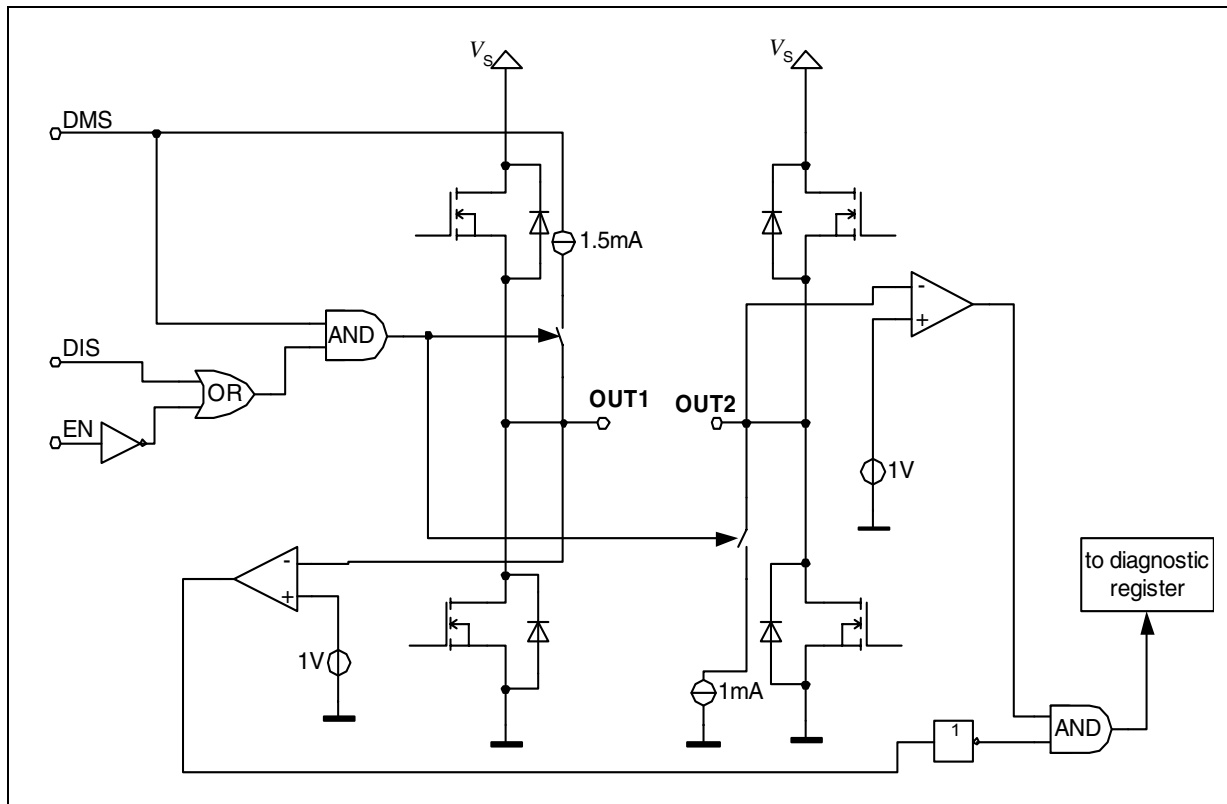 VS
VS
DMS
1.5mA
-
+
AND
DIS
OR
OUT1
OUT2
EN
1V
-
+
to diagnostic
register
1V
1mA
1
AND